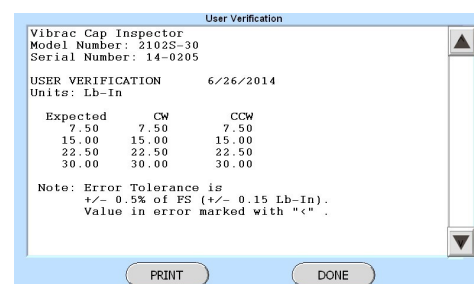 User Verification
Vibrac Cap Inspector
Model Number: 2102S-30
Serial Number: 14-0205
USER VERIFICATION 6/26/2014
Units: Lb-In
Expected CW CCW
7.50 7.50 7.50
15.00 15.00 15.00
22.50 22.50 22.50
30.00 30.00 30.00
Note: Error Tolerance is
+/- 0.5% of FS (+/- 0.15 Lb-In).
Value in error marked with "<" .
PRINT DONE